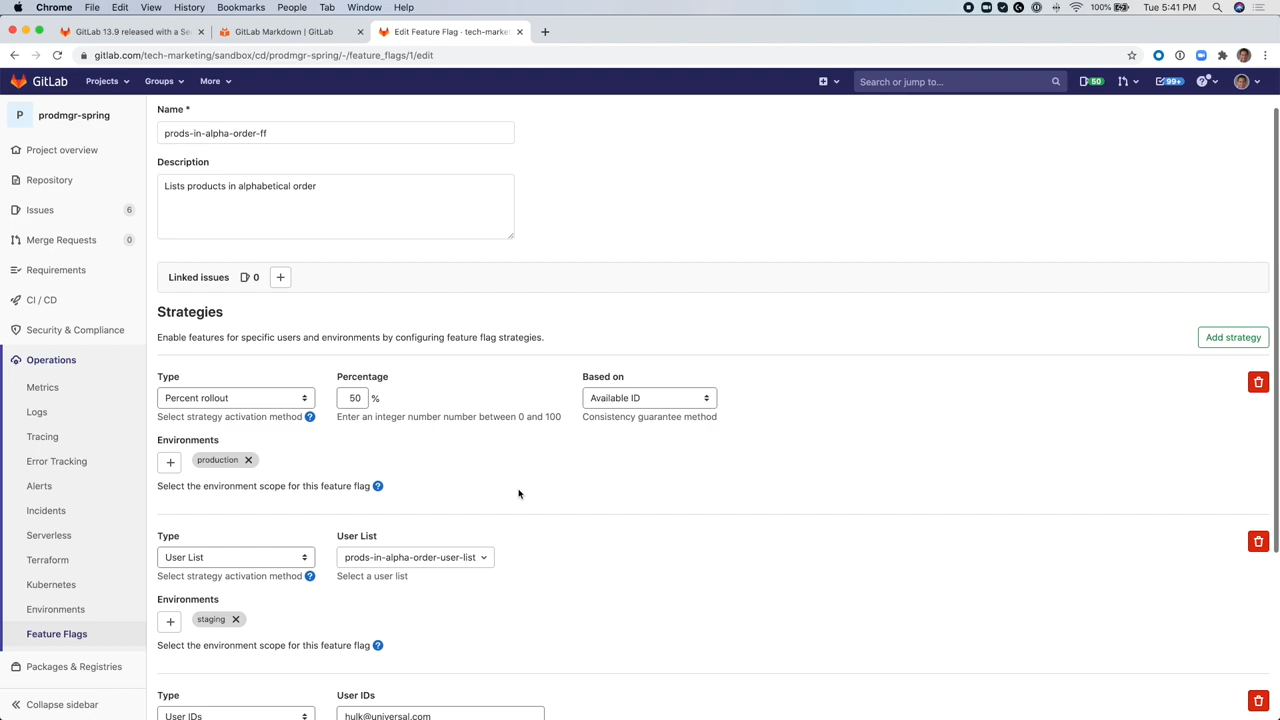 Chrome File Edit View History Bookmarks People Tab Window Help 100% Tue 5:41 PM
GitLab 13.9 released with a Se
GitLab Markdown | GitLab
Edit Feature Flag · tech-market
gitlab.com/tech-marketing/sandbox/cd/prodmgr-spring/-/feature_flags/1/edit
GitLab Projects Groups More Search or jump to... 50 99+
P prodmgr-spring
Project overview
Repository
Issues 6
Merge Requests 0
Requirements
CI / CD
Security & Compliance
Operations
Metrics
Logs
Tracing
Error Tracking
Alerts
Incidents
Serverless
Terraform
Kubernetes
Environments
Feature Flags
Packages & Registries
Collapse sidebar
Name *
prods-in-alpha-order-ff
Description
Lists products in alphabetical order
Linked issues 0
Strategies
Enable features for specific users and environments by configuring feature flag strategies.
Add strategy
Type Percentage Based on
Percent rollout 50 % Available ID
Select strategy activation method Enter an integer number number between 0 and 100 Consistency guarantee method
Environments
production
Select the environment scope for this feature flag
Type User List
User List prods-in-alpha-order-user-list
Select strategy activation method Select a user list
Environments
staging
Select the environment scope for this feature flag
Type User IDs
User IDs hulk@universal.com